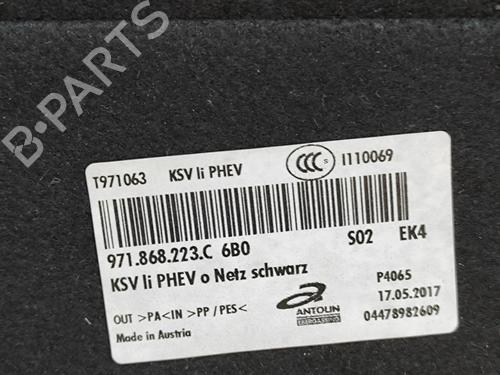 B-PARTS
T971063 KSV li PHEV CCC S I110069
971.868.223.C 6B0 S02 EK4
KSV li PHEV o Netz schwarz P4065
OUT >PA<IN >PP/PES< ANTOLIN 17.05.2017
Made in Austria 04478982609